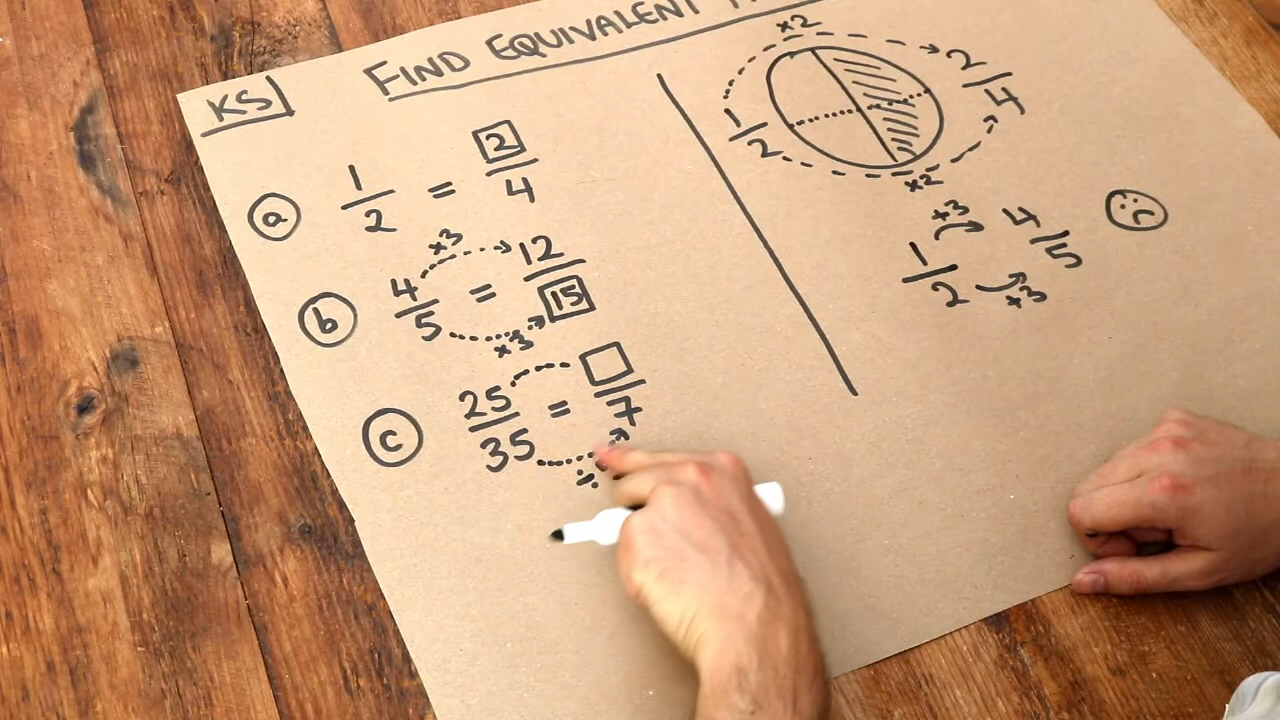 KS
FIND EQUIVALENT
a 1/2 = 2/4
b 4/5 = 12/15
×3
×3
c 25/35 = □/7
÷
×2
1/2
2/4
×2
1/2
+3
4/5
+3